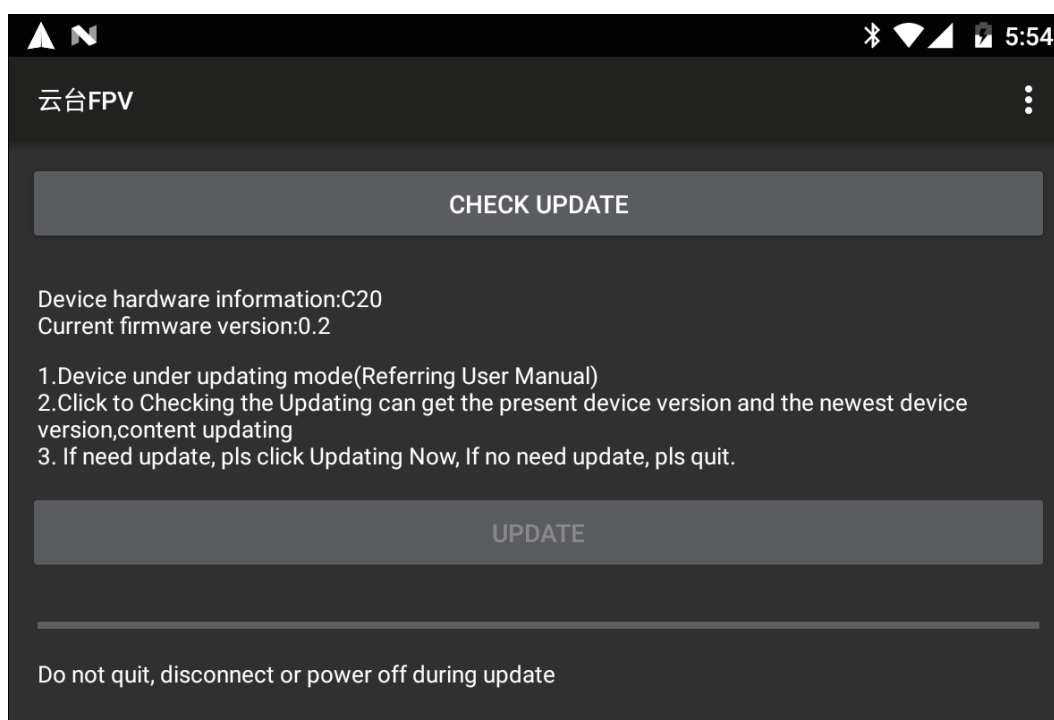 5:54
云台FPV
CHECK UPDATE
Device hardware information:C20
Current firmware version:0.2
1.Device under updating mode(Referring User Manual)
2.Click to Checking the Updating can get the present device version and the newest device
version,content updating
3. If need update, pls click Updating Now, If no need update, pls quit.
UPDATE
Do not quit, disconnect or power off during update